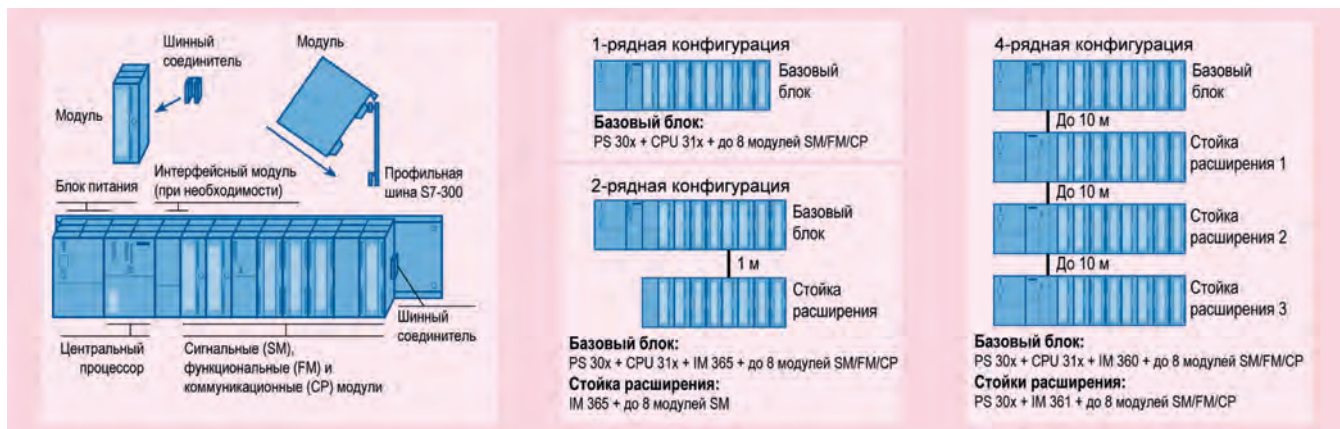 Шинный
соединитель
Модуль
Модуль
Профильная
шина S7-300
Интерфейсный модуль
(при необходимости)
Блок питания
Шинный
соединитель
Центральный
процессор
Сигнальные (SM),
функциональные (FM) и
коммуникационные (CP) модули
1-рядная конфигурация
Базовый
блок
Базовый блок:
PS 30x + CPU 31x + до 8 модулей SM/FM/CP
2-рядная конфигурация
Базовый
блок
1 м
Стойка
расширения
Базовый блок:
PS 30x + CPU 31x + IM 365 + до 8 модулей SM/FM/CP
Стойка расширения:
IM 365 + до 8 модулей SM
4-рядная конфигурация
Базовый
блок
До 10 м
Стойка
расширения 1
До 10 м
Стойка
расширения 2
До 10 м
Стойка
расширения 3
Базовый блок:
PS 30x + CPU 31x + IM 360 + до 8 модулей SM/FM/CP
Стойки расширения:
PS 30x + IM 361 + до 8 модулей SM/FM/CP